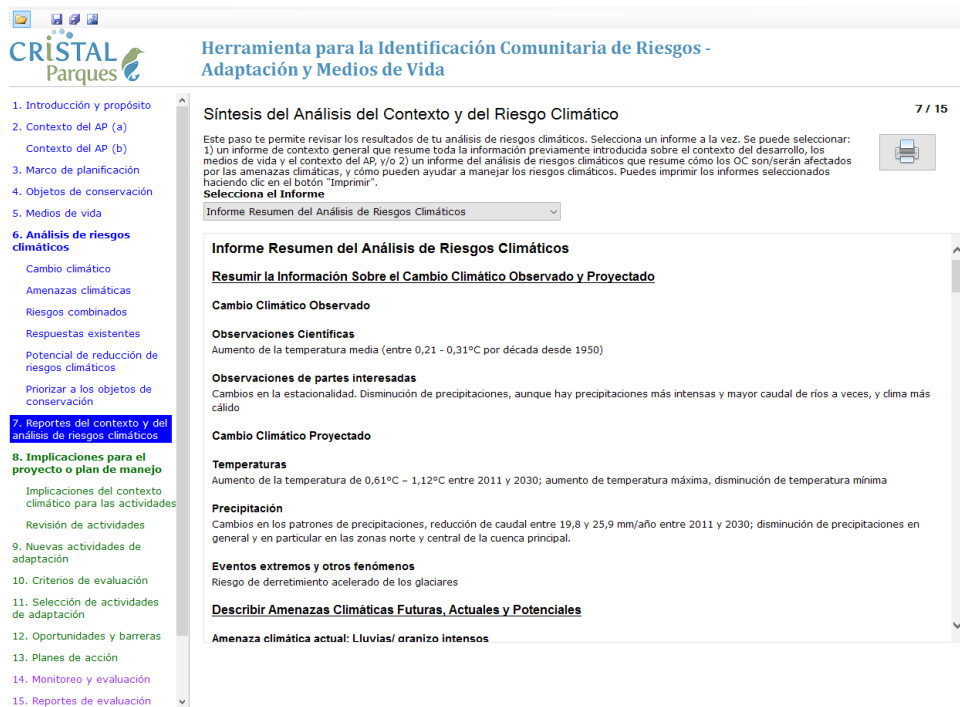 CRiSTAL
Parques
Herramienta para la Identificación Comunitaria de Riesgos -
Adaptación y Medios de Vida
1. Introducción y propósito
2. Contexto del AP (a)
Contexto del AP (b)
3. Marco de planificación
4. Objetos de conservación
5. Medios de vida
6. Análisis de riesgos
climáticos
Cambio climático
Amenazas climáticas
Riesgos combinados
Respuestas existentes
Potencial de reducción de
riesgos climáticos
Priorizar a los objetos de
conservación
7. Reportes del contexto y del
análisis de riesgos climáticos
8. Implicaciones para el
proyecto o plan de manejo
Implicaciones del contexto
climático para las actividades
Revisión de actividades
9. Nuevas actividades de
adaptación
10. Criterios de evaluación
11. Selección de actividades
de adaptación
12. Oportunidades y barreras
13. Planes de acción
14. Monitoreo y evaluación
15. Reportes de evaluación
Síntesis del Análisis del Contexto y del Riesgo Climático
7 / 15
Este paso te permite revisar los resultados de tu análisis de riesgos climáticos. Selecciona un informe a la vez. Se puede seleccionar:
1) un informe de contexto general que resume toda la información previamente introducida sobre el contexto del desarrollo, los
medios de vida y el contexto del AP, y/o 2) un informe del análisis de riesgos climáticos que resume cómo los OC son/serán afectados
por las amenazas climáticas, y cómo pueden ayudar a manejar los riesgos climáticos. Puedes imprimir los informes seleccionados
haciendo clic en el botón "Imprimir".
Selecciona el Informe
Informe Resumen del Análisis de Riesgos Climáticos
Informe Resumen del Análisis de Riesgos Climáticos
Resumir la Información Sobre el Cambio Climático Observado y Proyectado
Cambio Climático Observado
Observaciones Científicas
Aumento de la temperatura media (entre 0,21 - 0,31°C por década desde 1950)
Observaciones de partes interesadas
Cambios en la estacionalidad. Disminución de precipitaciones, aunque hay precipitaciones más intensas y mayor caudal de ríos a veces, y clima más
cálido
Cambio Climático Proyectado
Temperaturas
Aumento de la temperatura de 0,61°C – 1,12°C entre 2011 y 2030; aumento de temperatura máxima, disminución de temperatura mínima
Precipitación
Cambios en los patrones de precipitaciones, reducción de caudal entre 19,8 y 25,9 mm/año entre 2011 y 2030; disminución de precipitaciones en
general y en particular en las zonas norte y central de la cuenca principal.
Eventos extremos y otros fenómenos
Riesgo de derretimiento acelerado de los glaciares
Describir Amenazas Climáticas Futuras, Actuales y Potenciales
Amenaza climática actual: Lluvias/ granizo intensos